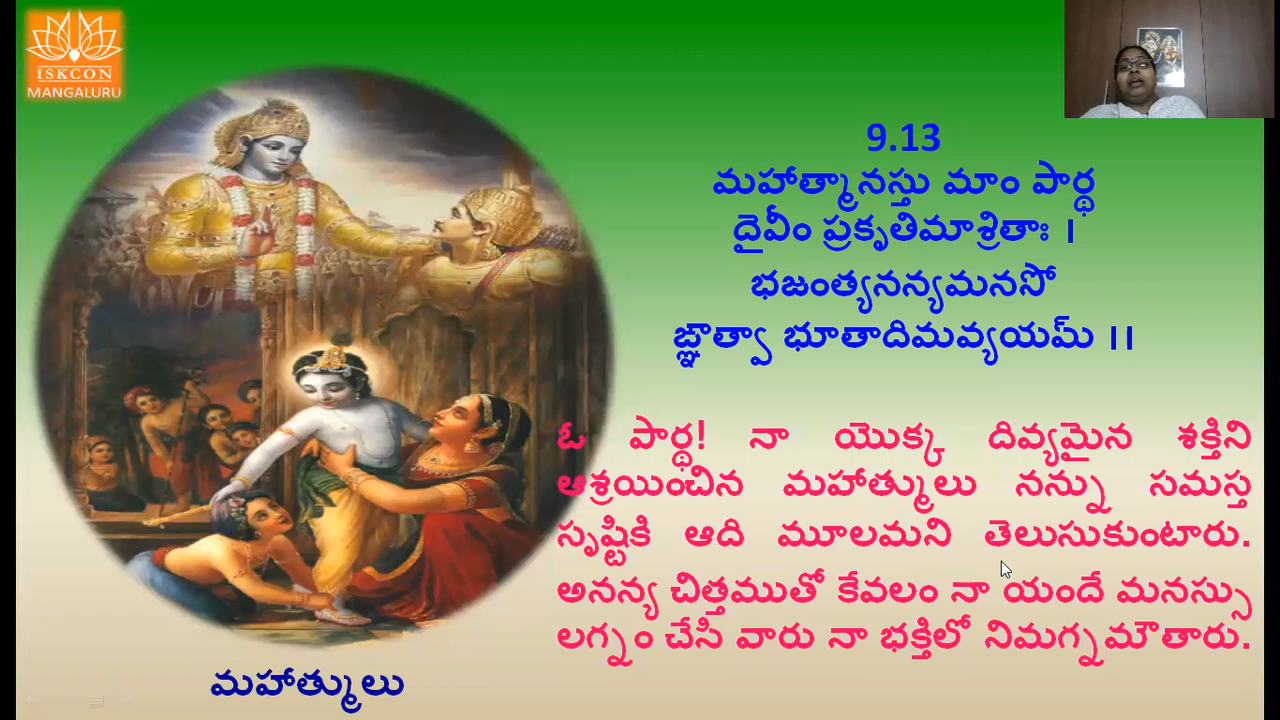 ISKCON
MANGALURU
9.13
మహాత్మానస్తు మాం పార్థ
దైవీం ప్రకృతిమాశ్రితాః ।
భజంత్యనన్యమనసో
జ్ఞాత్వా భూతాదిమవ్యయమ్ ।।
ఓ పార్థ! నా యొక్క దివ్యమైన శక్తిని
ఆశ్రయించిన మహాత్ములు నన్ను సమస్త
సృష్టికి ఆది మూలమని తెలుసుకుంటారు.
అనన్య చిత్తముతో కేవలం నా యందే మనస్సు
లగ్నం చేసి వారు నా భక్తిలో నిమగ్నమౌతారు.
మహాత్ములు